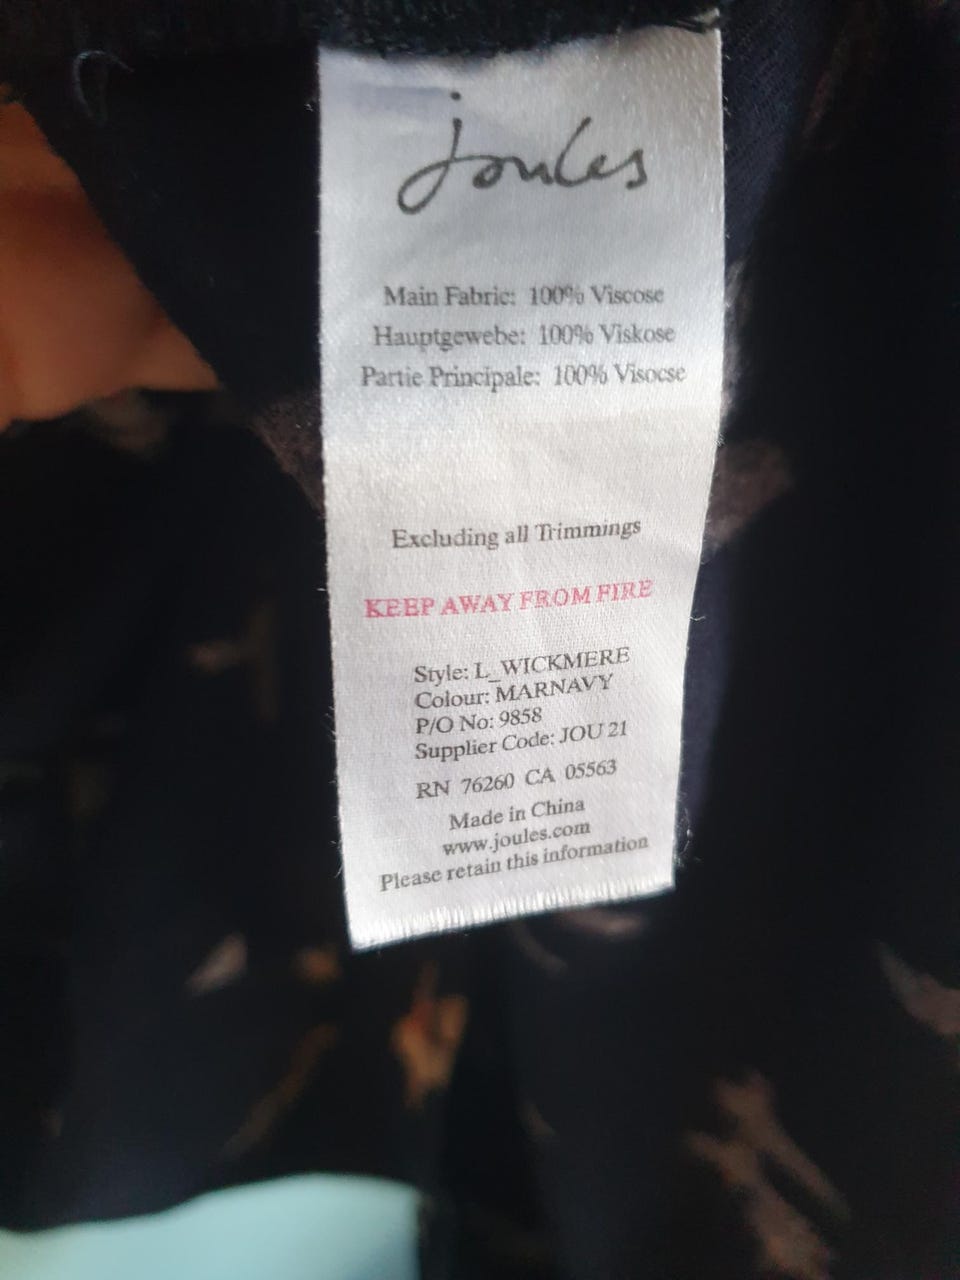 Joules
Main Fabric: 100% Viscose
Hauptgewebe: 100% Viskose
Partie Principale: 100% Visocse
Excluding all Trimmings
KEEP AWAY FROM FIRE
Style: L_WICKMERE
Colour: MARNAVY
P/O No: 9858
Supplier Code: JOU 21
RN 76260 CA 05563
Made in China
www.joules.com
Please retain this information